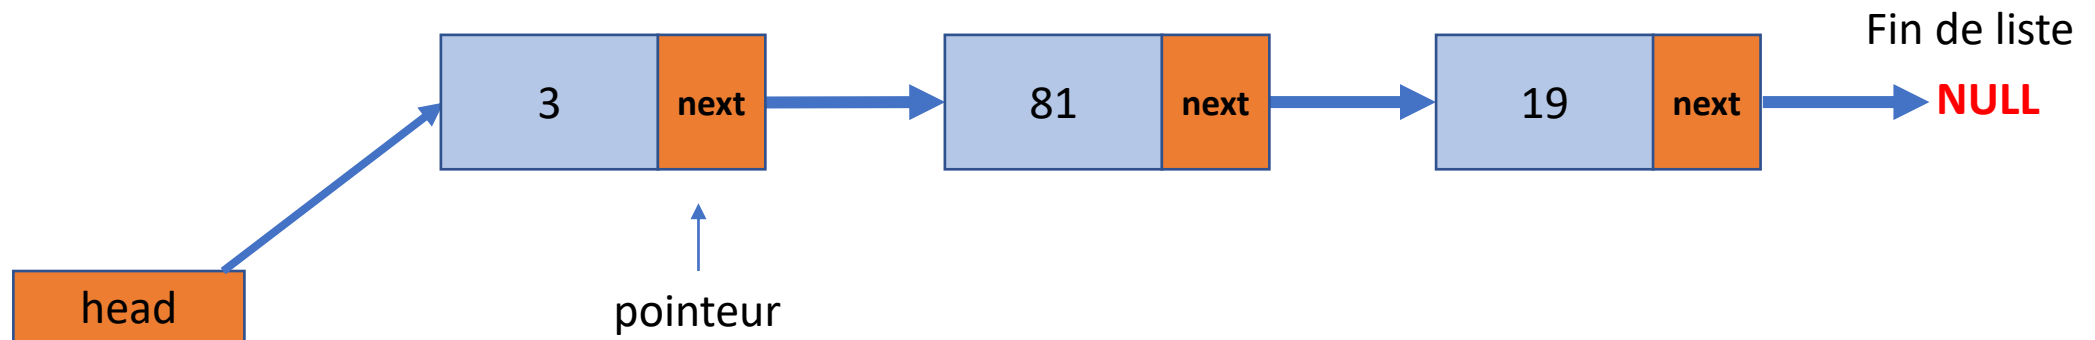 Fin de liste
3 next 81 next 19 next NULL
head pointeur